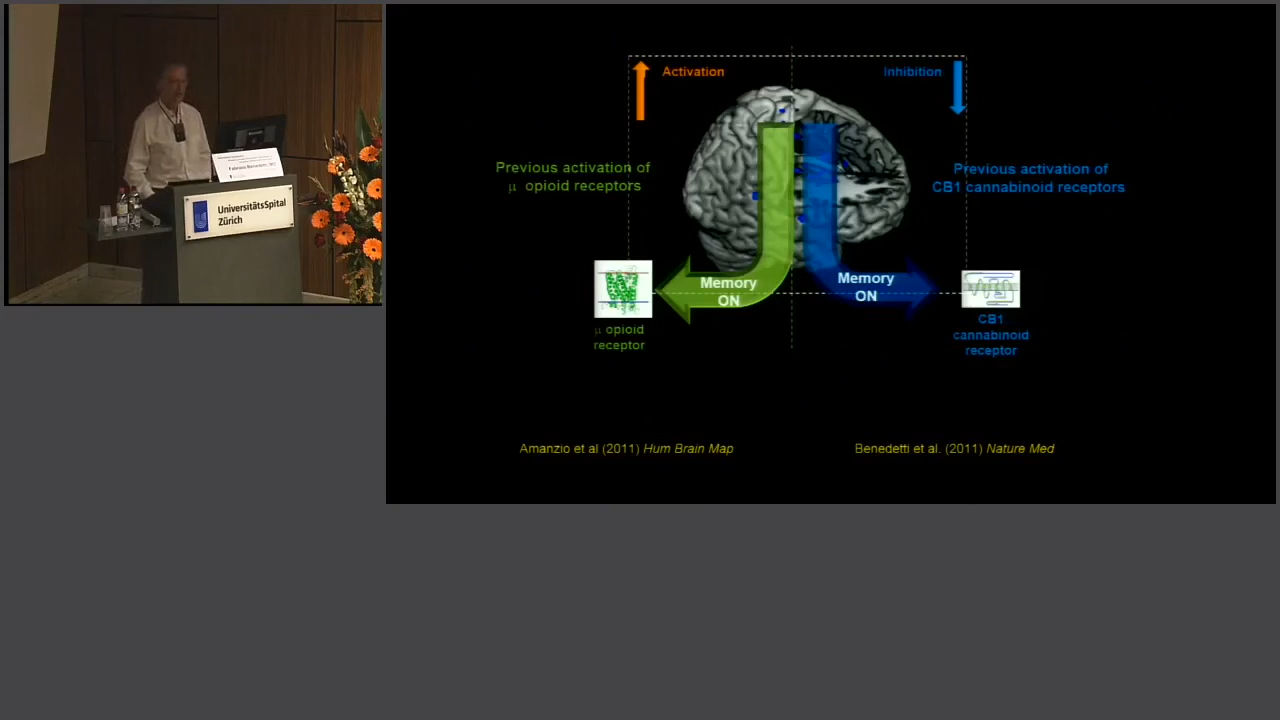 Activation
Inhibition
Previous activation of
μ opioid receptors
Previous activation of
CB1 cannabinoid receptors
Memory
ON
Memory
ON
μ opioid
receptor
CB1
cannabinoid
receptor
Amanzio et al (2011) Hum Brain Map
Benedetti et al. (2011) Nature Med
UniversitätsSpital
Zürich